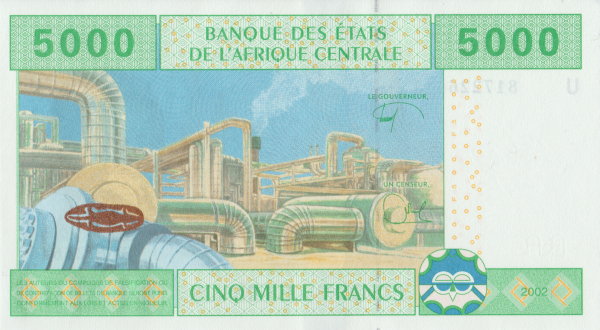 5000
BANQUE DES ÉTATS
DE L'AFRIQUE CENTRALE
5000
LE GOUVERNEUR,
UN CENSEUR,
CINQ MILLE FRANCS
2002